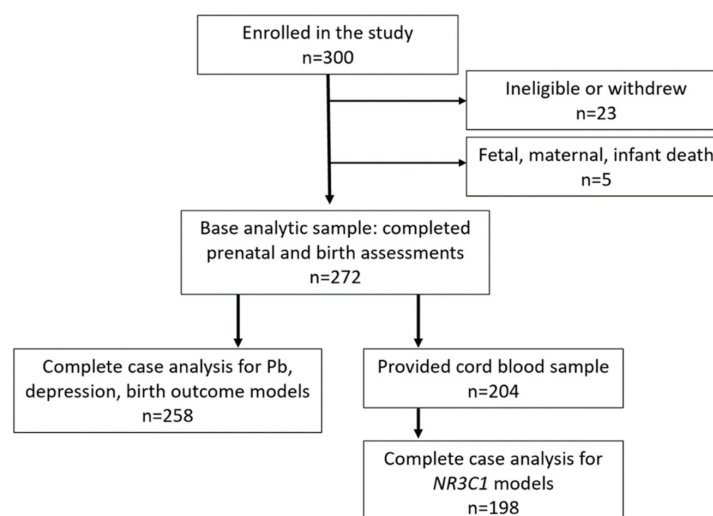 Enrolled in the study
n=300
Ineligible or withdrew
n=23
Fetal, maternal, infant death
n=5
Base analytic sample: completed
prenatal and birth assessments
n=272
Complete case analysis for Pb,
depression, birth outcome models
n=258
Provided cord blood sample
n=204
Complete case analysis for
NR3C1 models
n=198